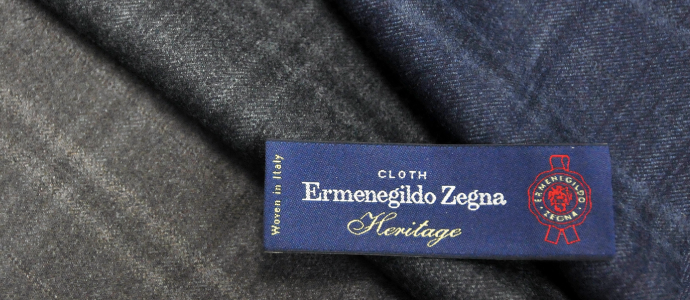 Woven in Italy
CLOTH
Ermenegildo Zegna
Heritage
ERMENEGILDO
ZEGNA